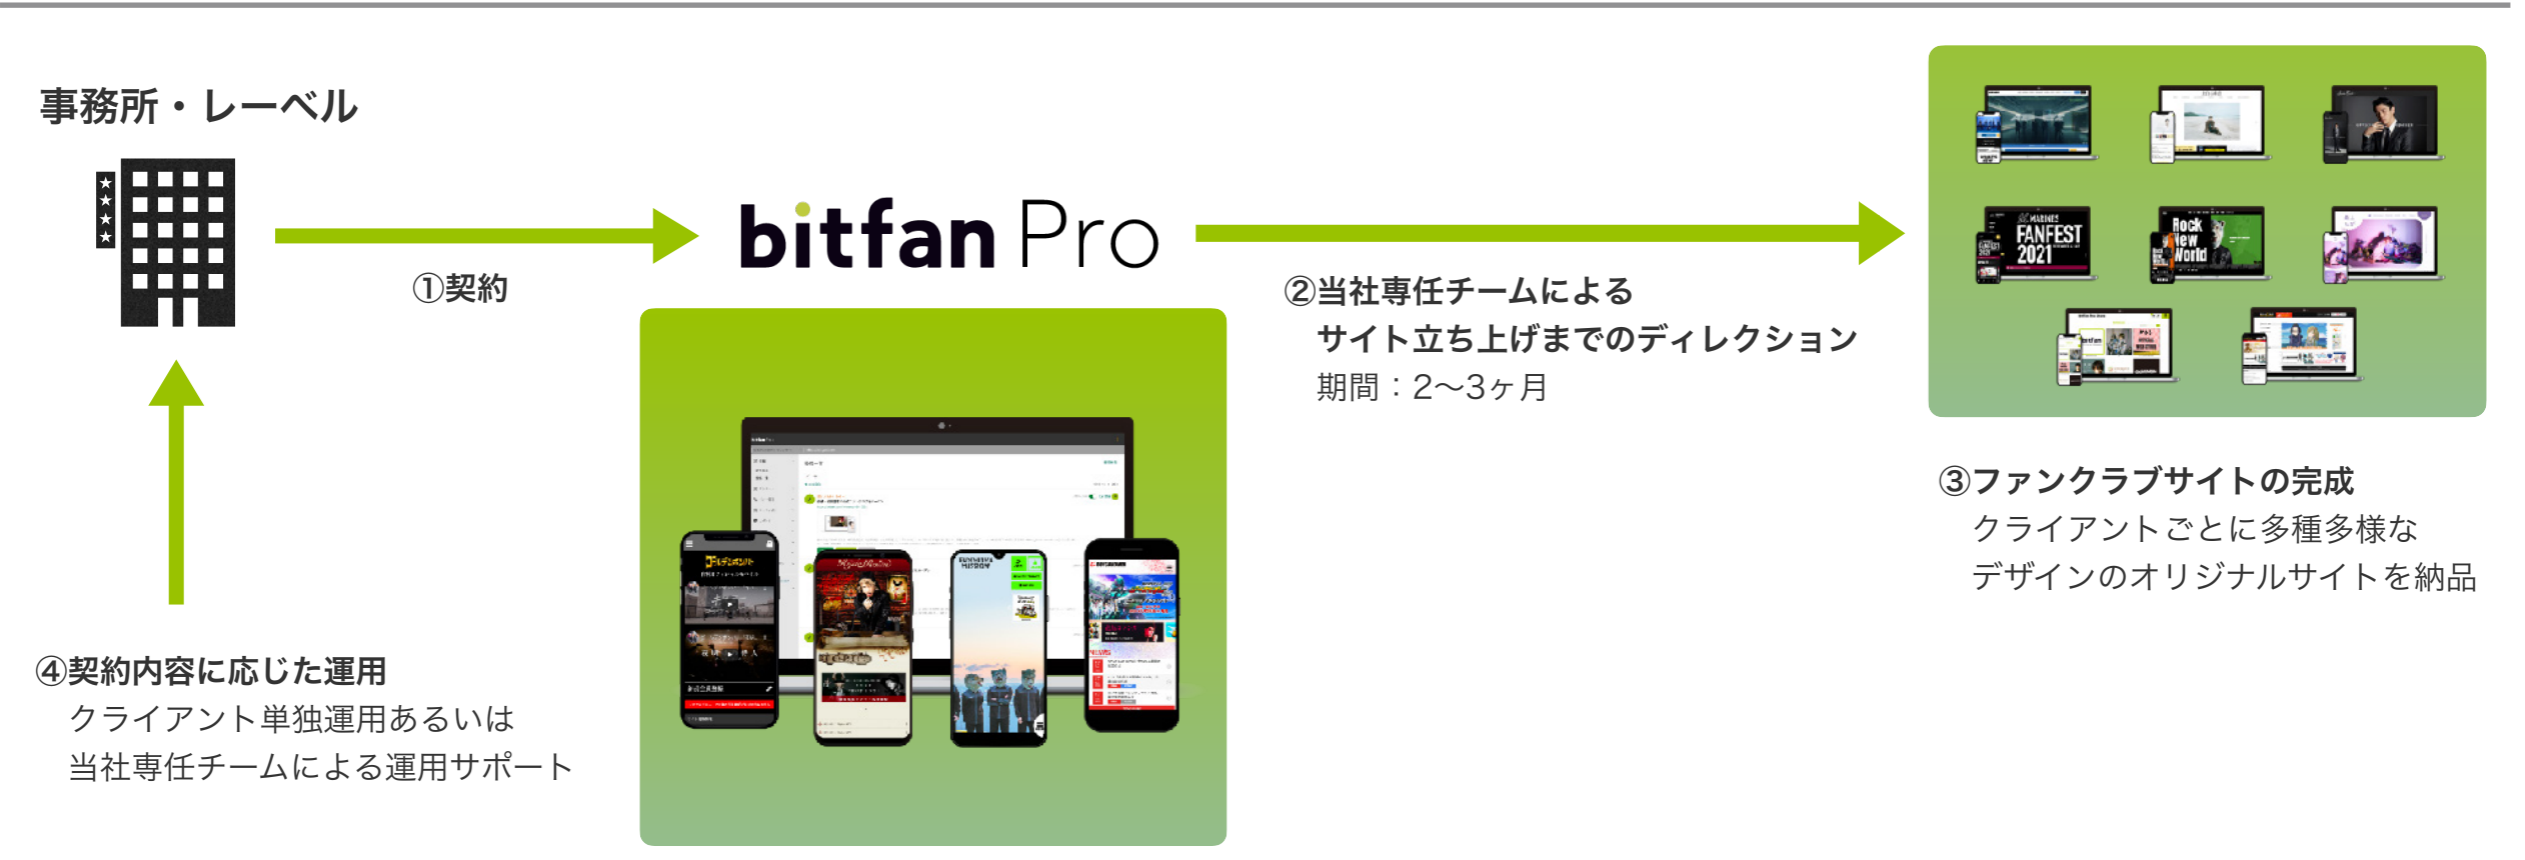 事務所・レーベル
①契約
bitfan Pro
②当社専任チームによる
サイト立ち上げまでのディレクション
期間：2〜3ヶ月
③ファンクラブサイトの完成
クライアントごとに多種多様な
デザインのオリジナルサイトを納品
④契約内容に応じた運用
クライアント単独運用あるいは
当社専任チームによる運用サポート
MARINES
FANFEST
2021
Rock
New
World
bitfan